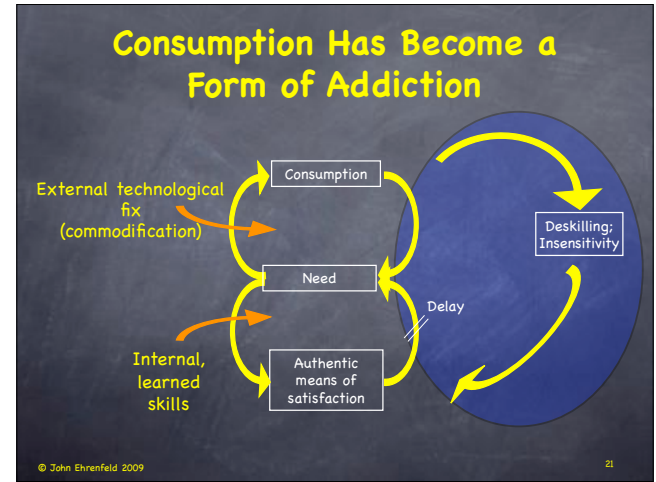 Consumption Has Become a
Form of Addiction
Consumption
External technological
fix
(commodification)
Deskilling;
Insensitivity
Need
Delay
Internal,
learned
skills
Authentic
means of
satisfaction
© John Ehrenfeld 2009
21